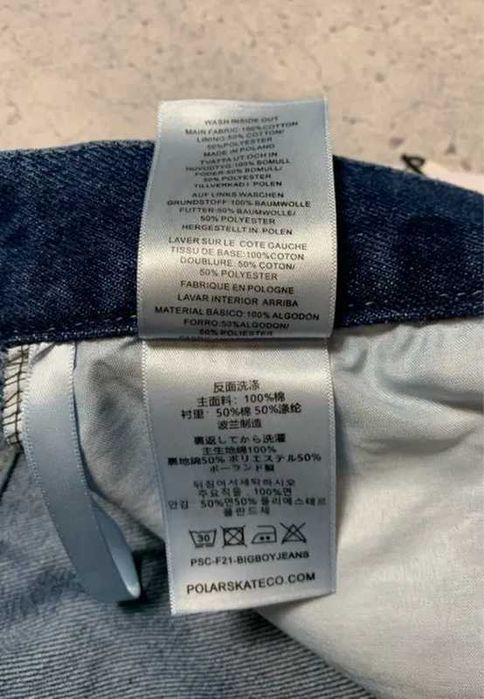 WASH INSIDE OUT
MAIN FABRIC: 100%COTTON
LINING: 50% COTTON/
50%POLYESTER
MADE IN POLAND
TVÄTTA UT OCH IN
HUVUDTYG: 100% BOMULL
FODER: 50% BOMULL/
50% POLYESTER
TILLVERKAD I POLEN
AUF LINKS WASCHEN
GRUNDSTOFF: 100% BAUMWOLLE
FUTTER: 50% BAUMWOLLE/
50% POLYESTER
HERGESTELLT IN. POLEN
LAVER SUR LE COTE GAUCHE
TISSU DE BASE:100%COTON
DOUBLURE: 50% COTON/
50% POLYESTER
FABRIQUE EN POLOGNE
LAVAR INTERIOR ARRIBA
MATERIAL BÁSICO: 100% ALGODÓN
FORRO:50%ALGODÓN/
50% POLYESTER
反面洗涤
主面料: 100%棉
衬里: 50%棉 50%涤纶
波兰制造
裏返してから洗濯
主生地綿100%
裏地綿50% ポリエステル50%
ポーランド製
뒤집어서세탁하시오
주요직물, 100%면
안감 50%면50% 폴리에스테르
폴란드제
30
PSC-F21-BIGBOYJEANS
POLARSKATECO.COM